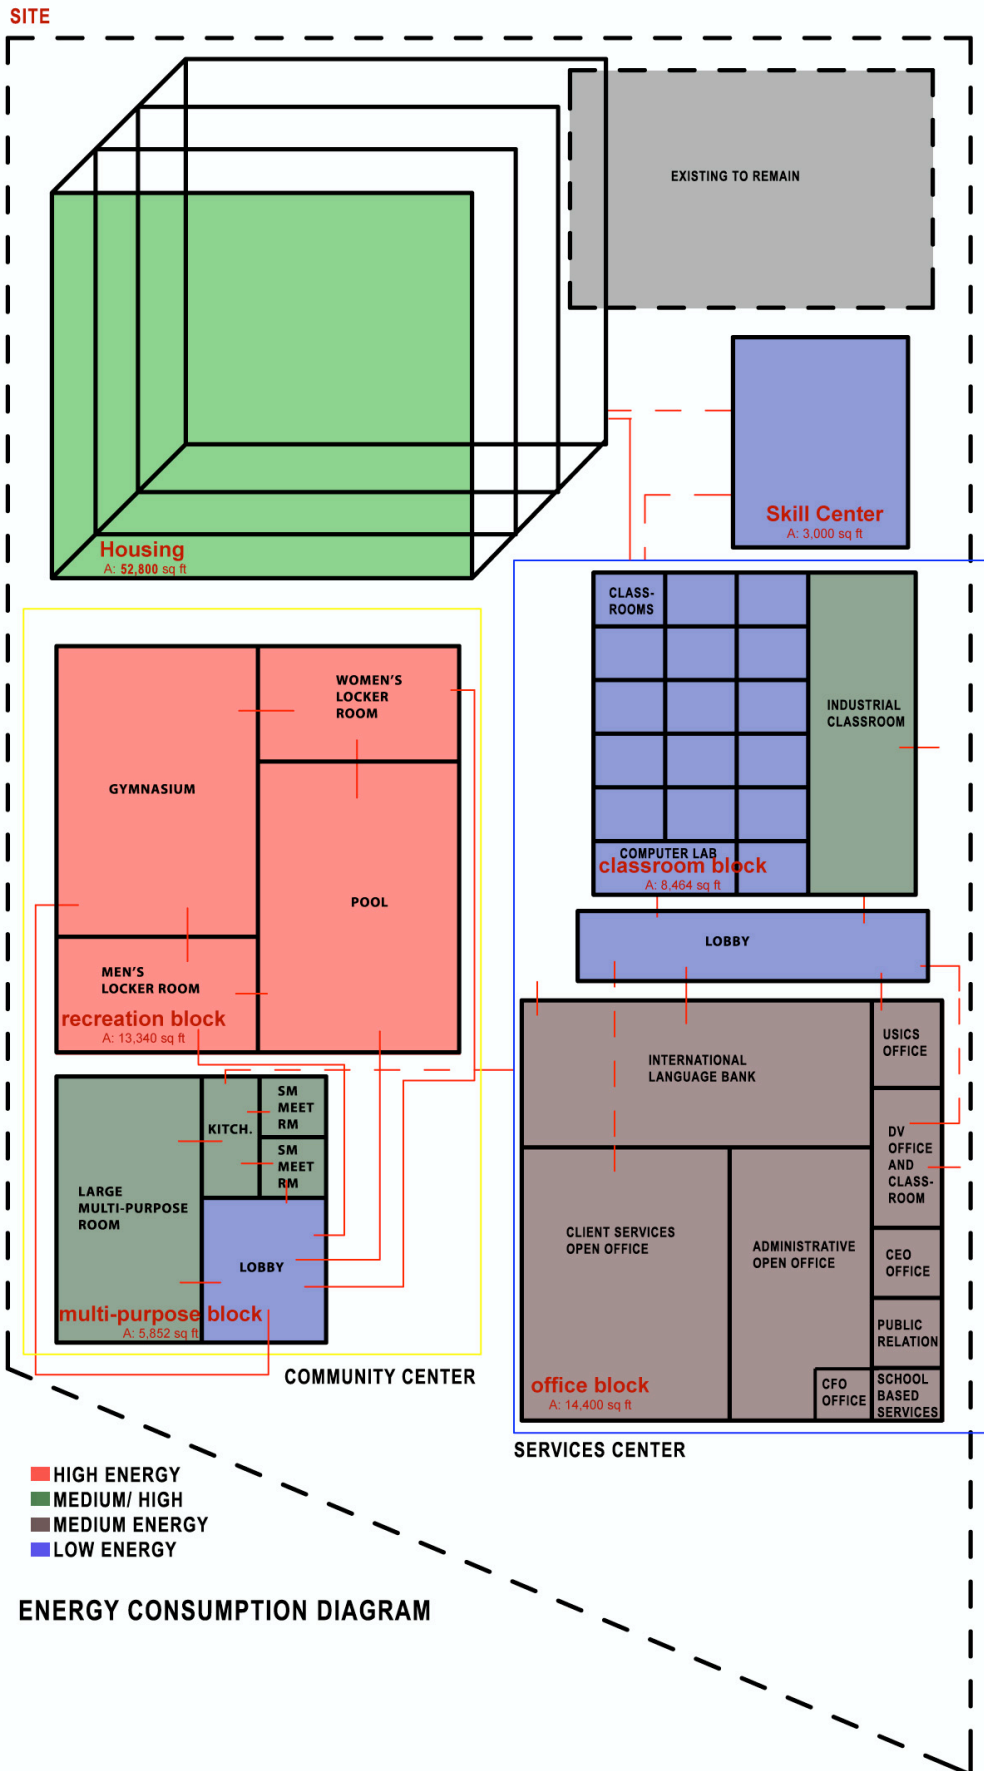 SITE
EXISTING TO REMAIN
Skill Center
A: 3,000 sq ft
Housing
A: 52,800 sq ft
CLASS-
ROOMS
INDUSTRIAL
CLASSROOM
COMPUTER LAB
classroom block
A: 8,464 sq ft
WOMEN'S
LOCKER
ROOM
GYMNASIUM
POOL
MEN'S
LOCKER ROOM
recreation block
A: 13,340 sq ft
LOBBY
INTERNATIONAL
LANGUAGE BANK
USICS
OFFICE
DV
OFFICE
AND
CLASS-
ROOM
CLIENT SERVICES
OPEN OFFICE
ADMINISTRATIVE
OPEN OFFICE
CEO
OFFICE
PUBLIC
RELATION
CFO
OFFICE
SCHOOL
BASED
SERVICES
office block
A: 14,400 sq ft
SM
MEET
RM
KITCH.
SM
MEET
RM
LARGE
MULTI-PURPOSE
ROOM
LOBBY
multi-purpose block
A: 5,852 sq ft
COMMUNITY CENTER
SERVICES CENTER
HIGH ENERGY
MEDIUM/ HIGH
MEDIUM ENERGY
LOW ENERGY
ENERGY CONSUMPTION DIAGRAM